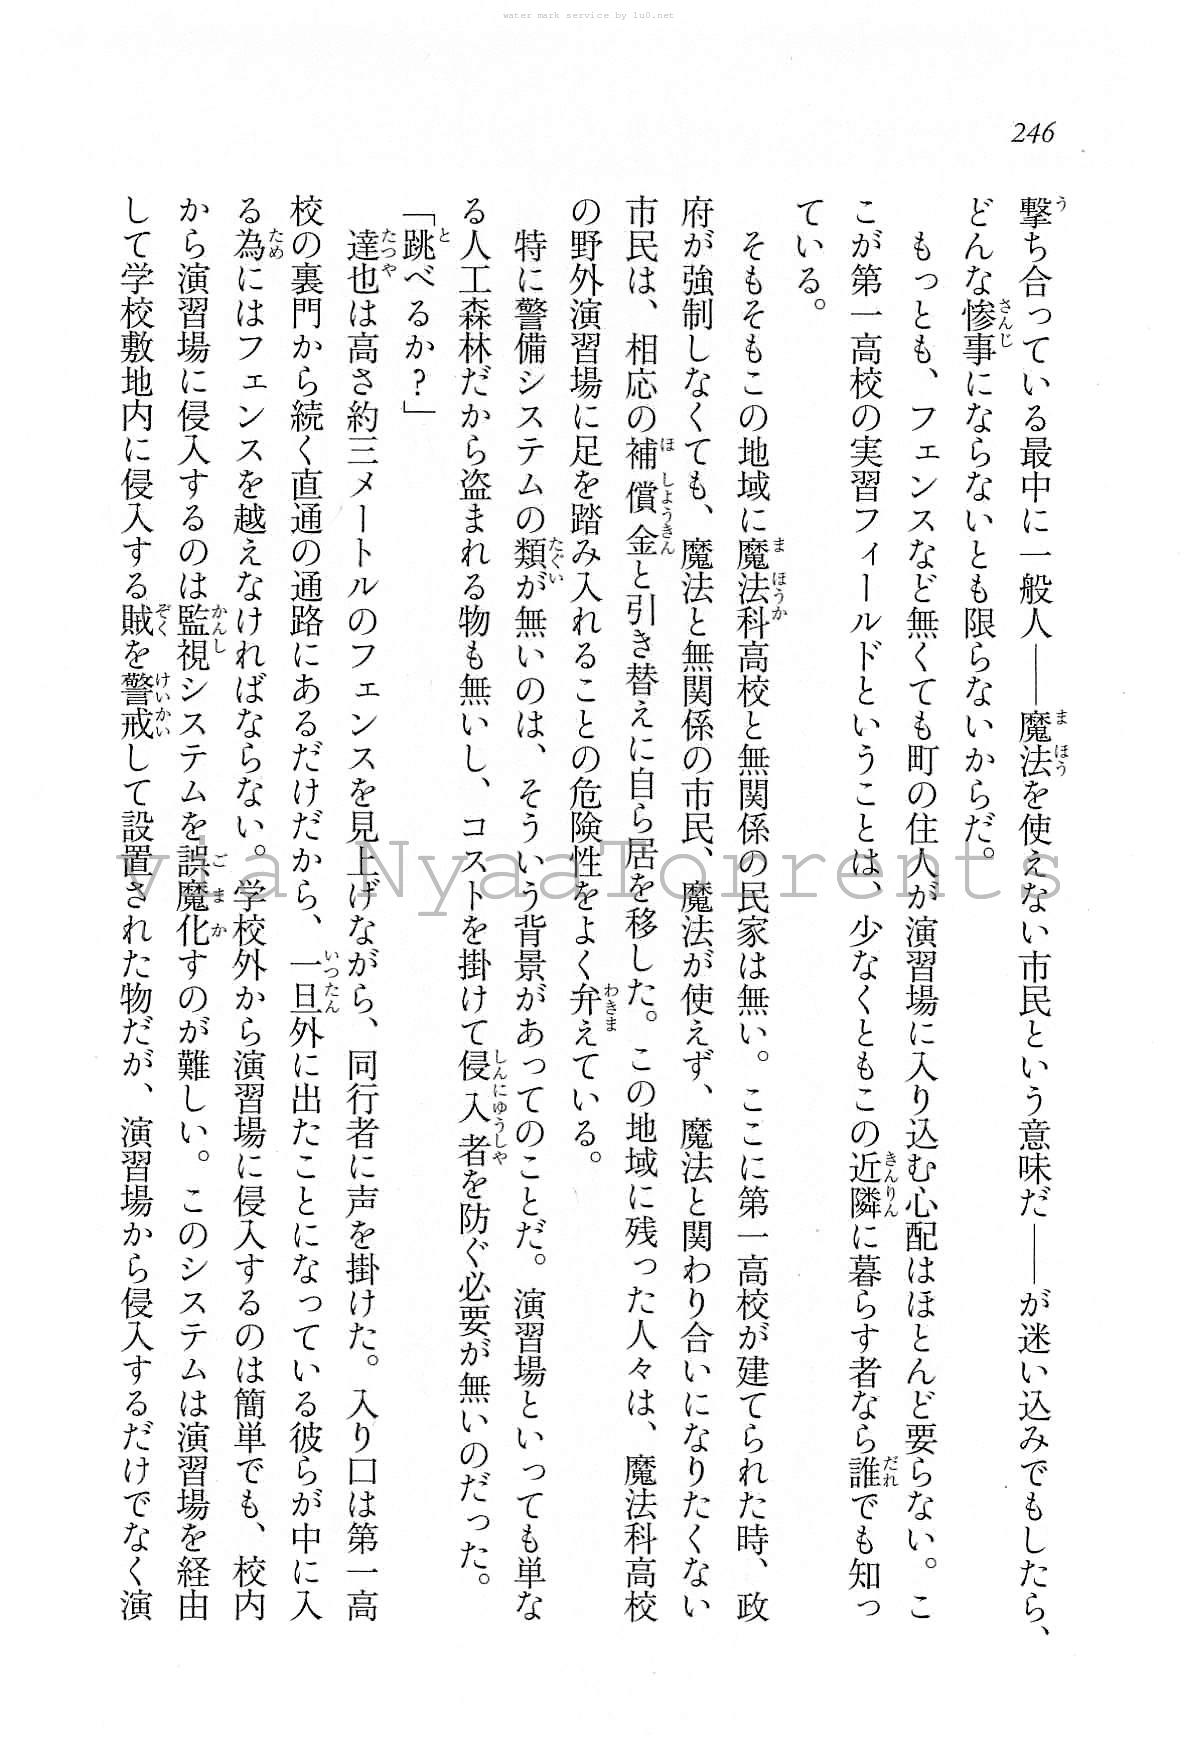 water mark service by lu0.net
246
撃ち合っている最中に一般人――魔法を使えない市民という意味だ――が迷い込みでもしたら、
どんな惨事にならないとも限らないからだ。
もっとも、フェンスなど無くても町の住人が演習場に入り込む心配はほとんど要らない。こ
こが第一高校の実習フィールドということは、少なくともこの近隣に暮らす者なら誰でも知っ
ている。
そもそもこの地域に魔法科高校と無関係の民家は無い。ここに第一高校が建てられた時、政
府が強制しなくても、魔法と無関係の市民、魔法が使えず、魔法と関わり合いになりたくない
市民は、相応の補償金と引き替えに自ら居を移した。この地域に残った人々は、魔法科高校
の野外演習場に足を踏み入れることの危険性をよく弁えている。
特に警備システムの類が無いのは、そういう背景があってのことだ。演習場といっても単な
る人工森林だから盗まれる物も無いし、コストを掛けて侵入者を防ぐ必要が無いのだった。
「跳べるか？」
達也は高さ約三メートルのフェンスを見上げながら、同行者に声を掛けた。入り口は第一高
校の裏門から続く直通の通路にあるだけだから、一旦外に出たことになっている彼らが中に入
る為にはフェンスを越えなければならない。学校外から演習場に侵入するのは簡単でも、校内
から演習場に侵入するのは監視システムを誤魔化すのが難しい。このシステムは演習場を経由
して学校敷地内に侵入する賊を警戒して設置された物だが、演習場から侵入するだけでなく演
via NyaaTorrents